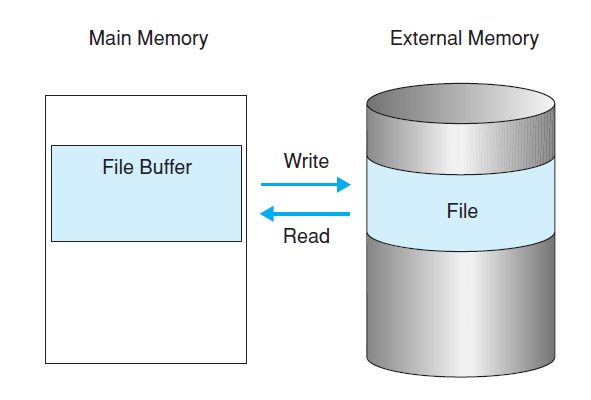 Main Memory
External Memory
File Buffer
Write
File
Read